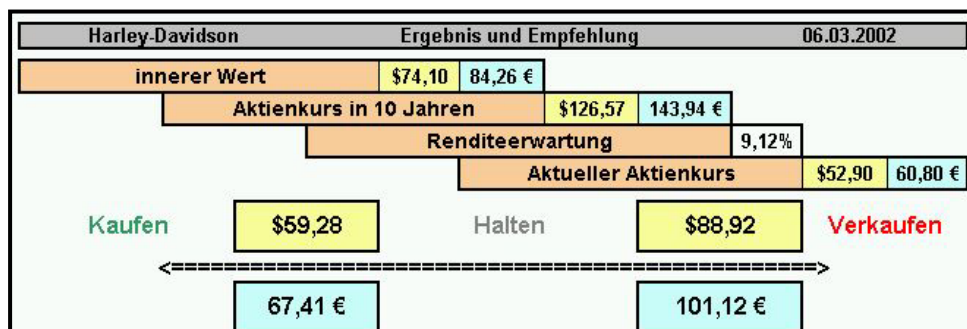 Harley-Davidson Ergebnis und Empfehlung 06.03.2002
innerer Wert $74,10 84,26 €
Aktienkurs in 10 Jahren $126,57 143,94 €
Renditeerwartung 9,12%
Aktueller Aktienkurs $52,90 60,80 €
Kaufen $59,28 Halten $88,92 Verkaufen
<==============================================>
67,41 € 101,12 €